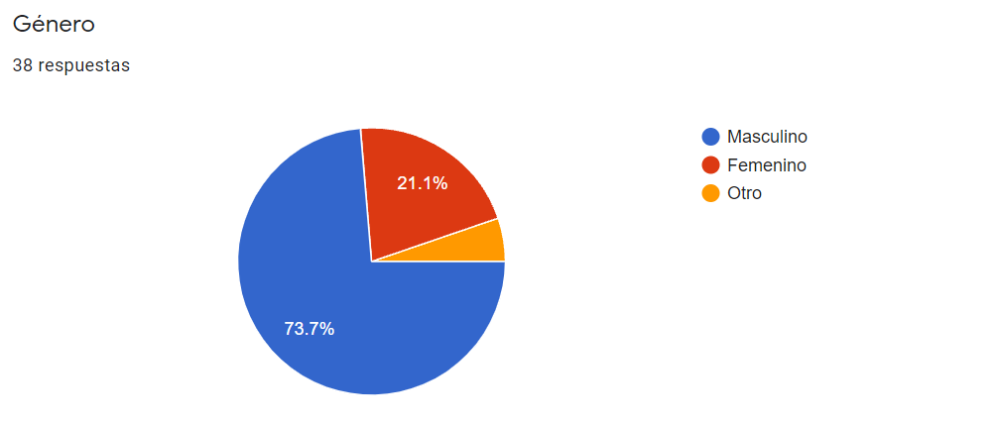 Género
38 respuestas
Masculino
Femenino
Otro
21.1%
73.7%